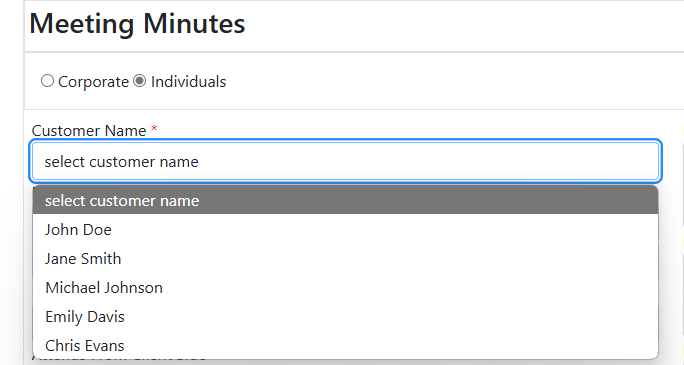 Meeting Minutes
Corporate Individuals
Customer Name *
select customer name
select customer name
John Doe
Jane Smith
Michael Johnson
Emily Davis
Chris Evans